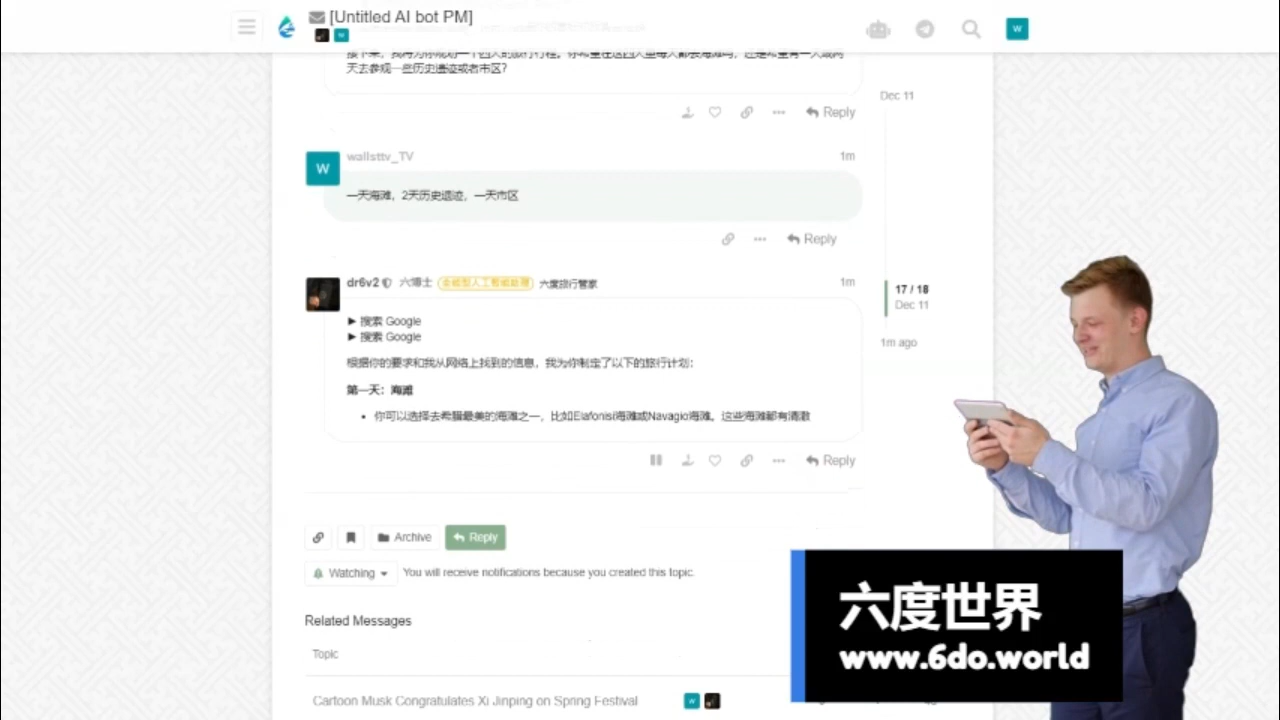 [Untitled AI bot PM]
W
W
天去参观一些历史遗迹或者市区?
Reply
Dec 11
W
wallsttv_TV
1m
一天海滩，2天历史遗迹，一天市区
Reply
dr6v2
六博士
六度旅行管家
1m
17 / 18
Dec 11
▶ 搜索 Google
▶ 搜索 Google
1m ago
根据你的要求和我从网络上找到的信息，我为你制定了以下的旅行计划：
第一天：海滩
• 你可以选择去希腊最美的海滩之一，比如Elafonisi海滩或Navagio海滩。这些海滩都有清澈
Reply
Archive
Reply
Watching
You will receive notifications because you created this topic.
Related Messages
Topic
Cartoon Musk Congratulates Xi Jinping on Spring Festival
W
六度世界
www.6do.world